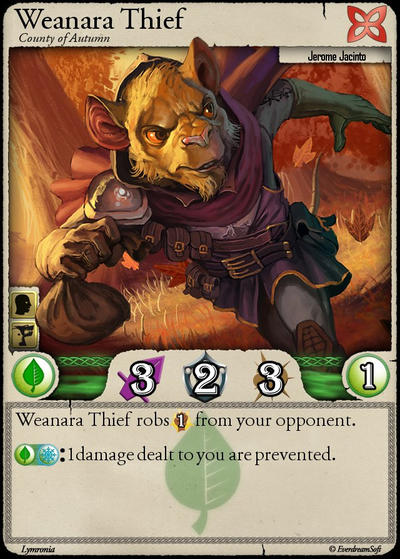 Weanara Thief
County of Autumn
Jerome Jacinto
3 2 3 1
Weanara Thief robs 1 from your opponent.
:1damage dealt to you are prevented.
Lymronia © EverdreamSoft